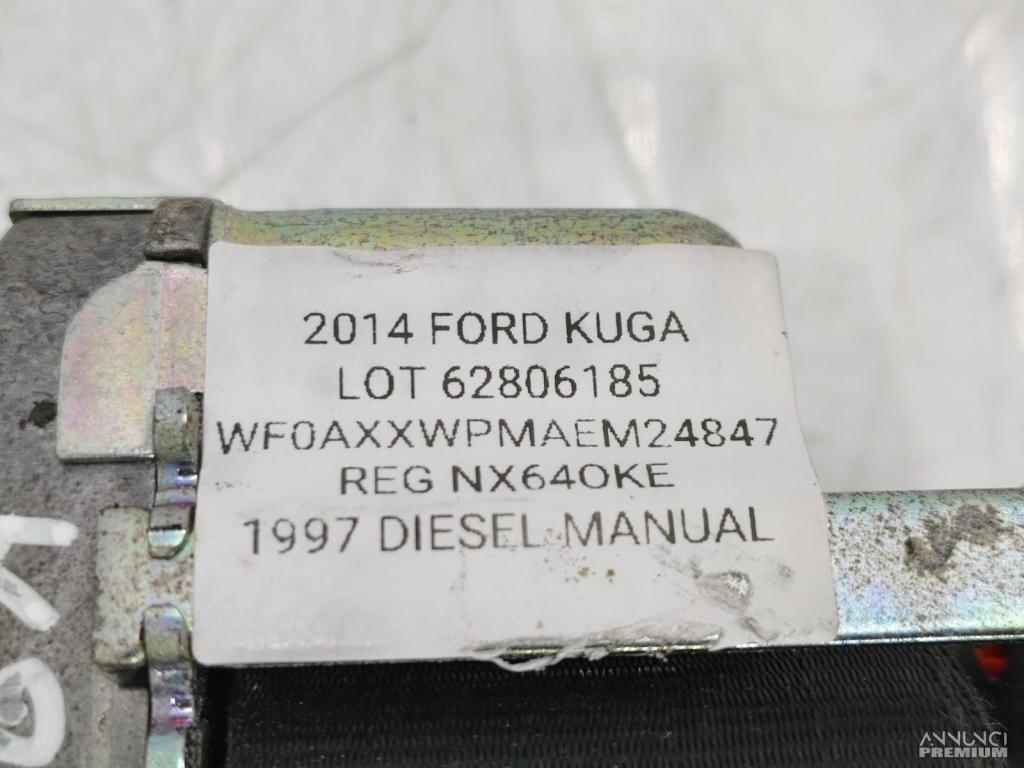 2014 FORD KUGA
LOT 62806185
WF0AXXWPMAEM24847
REG NX64OKE
1997 DIESEL MANUAL
ANNUNCI
PREMIUM